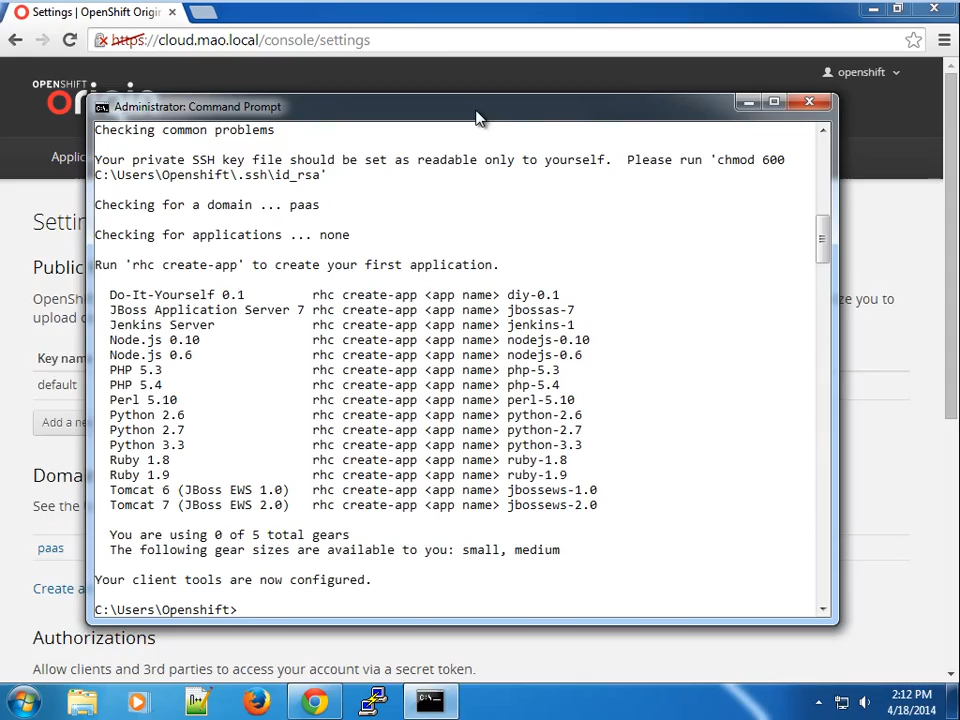 Settings | OpenShift Origin
https://cloud.mao.local/console/settings
OPENSHIFT
openshift
Administrator: Command Prompt
C:\.
Checking common problems
Your private SSH key file should be set as readable only to yourself.  Please run 'chmod 600
C:\Users\Openshift\.ssh\id_rsa'
Checking for a domain ... paas
Checking for applications ... none
Run 'rhc create-app' to create your first application.
Do-It-Yourself 0.1 rhc create-app <app name> diy-0.1
JBoss Application Server 7 rhc create-app <app name> jbossas-7
Jenkins Server rhc create-app <app name> jenkins-1
Node.js 0.10 rhc create-app <app name> nodejs-0.10
Node.js 0.6 rhc create-app <app name> nodejs-0.6
PHP 5.3 rhc create-app <app name> php-5.3
PHP 5.4 rhc create-app <app name> php-5.4
Perl 5.10 rhc create-app <app name> perl-5.10
Python 2.6 rhc create-app <app name> python-2.6
Python 2.7 rhc create-app <app name> python-2.7
Python 3.3 rhc create-app <app name> python-3.3
Ruby 1.8 rhc create-app <app name> ruby-1.8
Ruby 1.9 rhc create-app <app name> ruby-1.9
Tomcat 6 (JBoss EWS 1.0) rhc create-app <app name> jbossews-1.0
Tomcat 7 (JBoss EWS 2.0) rhc create-app <app name> jbossews-2.0
You are using 0 of 5 total gears
The following gear sizes are available to you: small, medium
Your client tools are now configured.
C:\Users\Openshift>
Applic
Settin
Public
OpenSh
ze you to
upload c
Key nam
default
Add a ne
Doma
See the
paas
Create a
Authorizations
Allow clients and 3rd parties to access your account via a secret token.
2:12 PM
4/18/2014